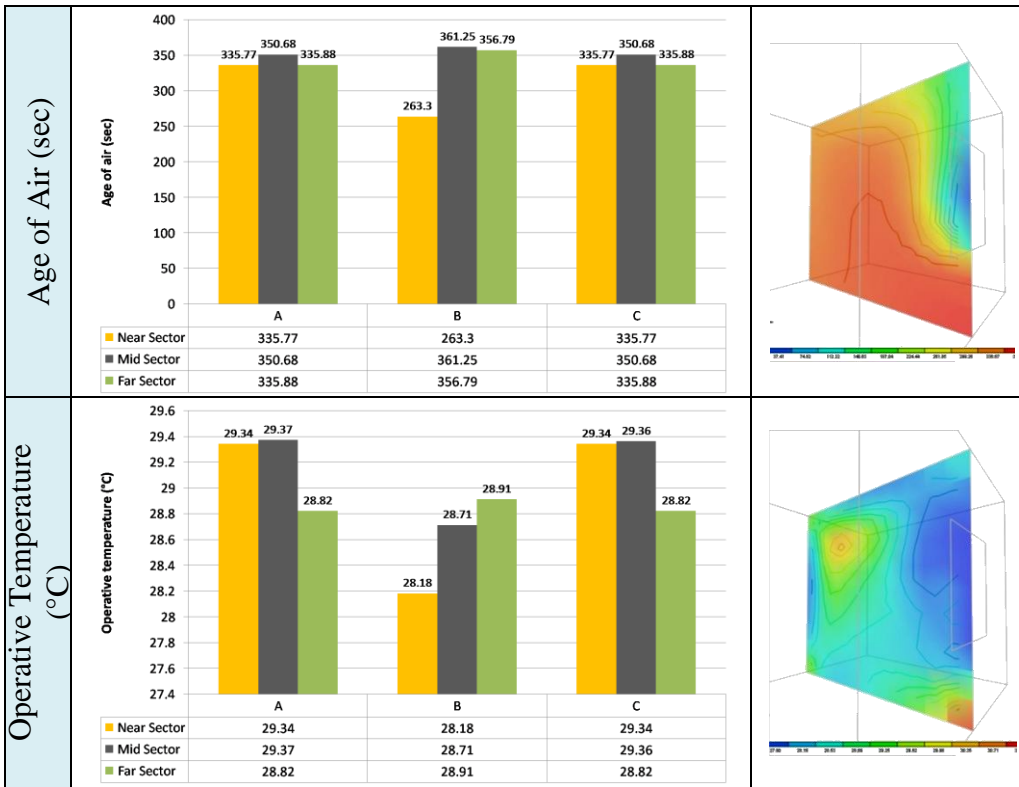 Age of Air (sec)
Age of air (sec)
400
350
300
250
200
150
100
50
0
335.77 350.68 335.88
263.3 361.25 356.79
335.77 350.68 335.88
A B C
Near Sector 335.77 263.3 335.77
Mid Sector 350.68 361.25 350.68
Far Sector 335.88 356.79 335.88
Operative Temperature
(°C)
Operative temperature (°C)
29.6
29.4
29.2
29
28.8
28.6
28.4
28.2
28
27.8
27.6
27.4
29.34 29.37 28.82
28.18 28.71 28.91
29.34 29.36 28.82
A B C
Near Sector 29.34 28.18 29.34
Mid Sector 29.37 28.71 29.36
Far Sector 28.82 28.91 28.82